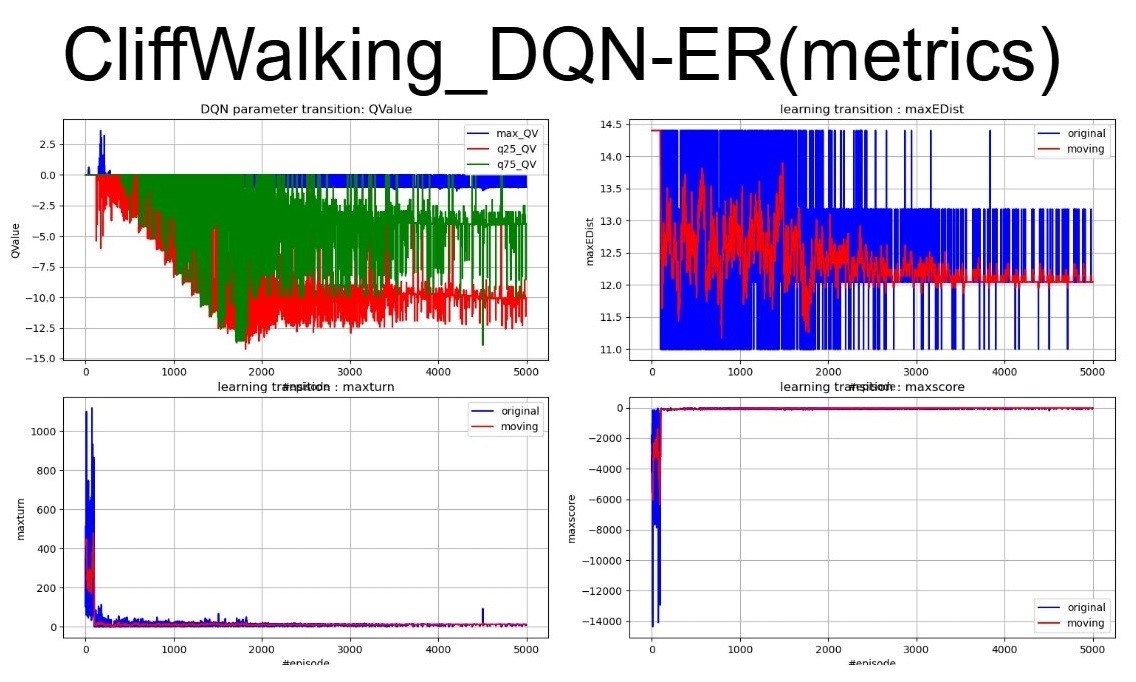 CliffWalking_DQN-ER(metrics)
DQN parameter transition: QValue
2.5
0.0
−2.5
−5.0
−7.5
−10.0
−12.5
−15.0
QValue
max_QV
q25_QV
q75_QV
0 1000 2000 3000 4000 5000
#episode
learning transition : maxEDist
14.5
14.0
13.5
13.0
12.5
12.0
11.5
11.0
maxEDist
original
moving
0 1000 2000 3000 4000 5000
#episode
learning transition : maxturn
1000
800
600
400
200
0
maxturn
original
moving
0 1000 2000 3000 4000 5000
#episode
learning transition : maxscore
0
−2000
−4000
−6000
−8000
−10000
−12000
−14000
maxscore
original
moving
0 1000 2000 3000 4000 5000
#episode